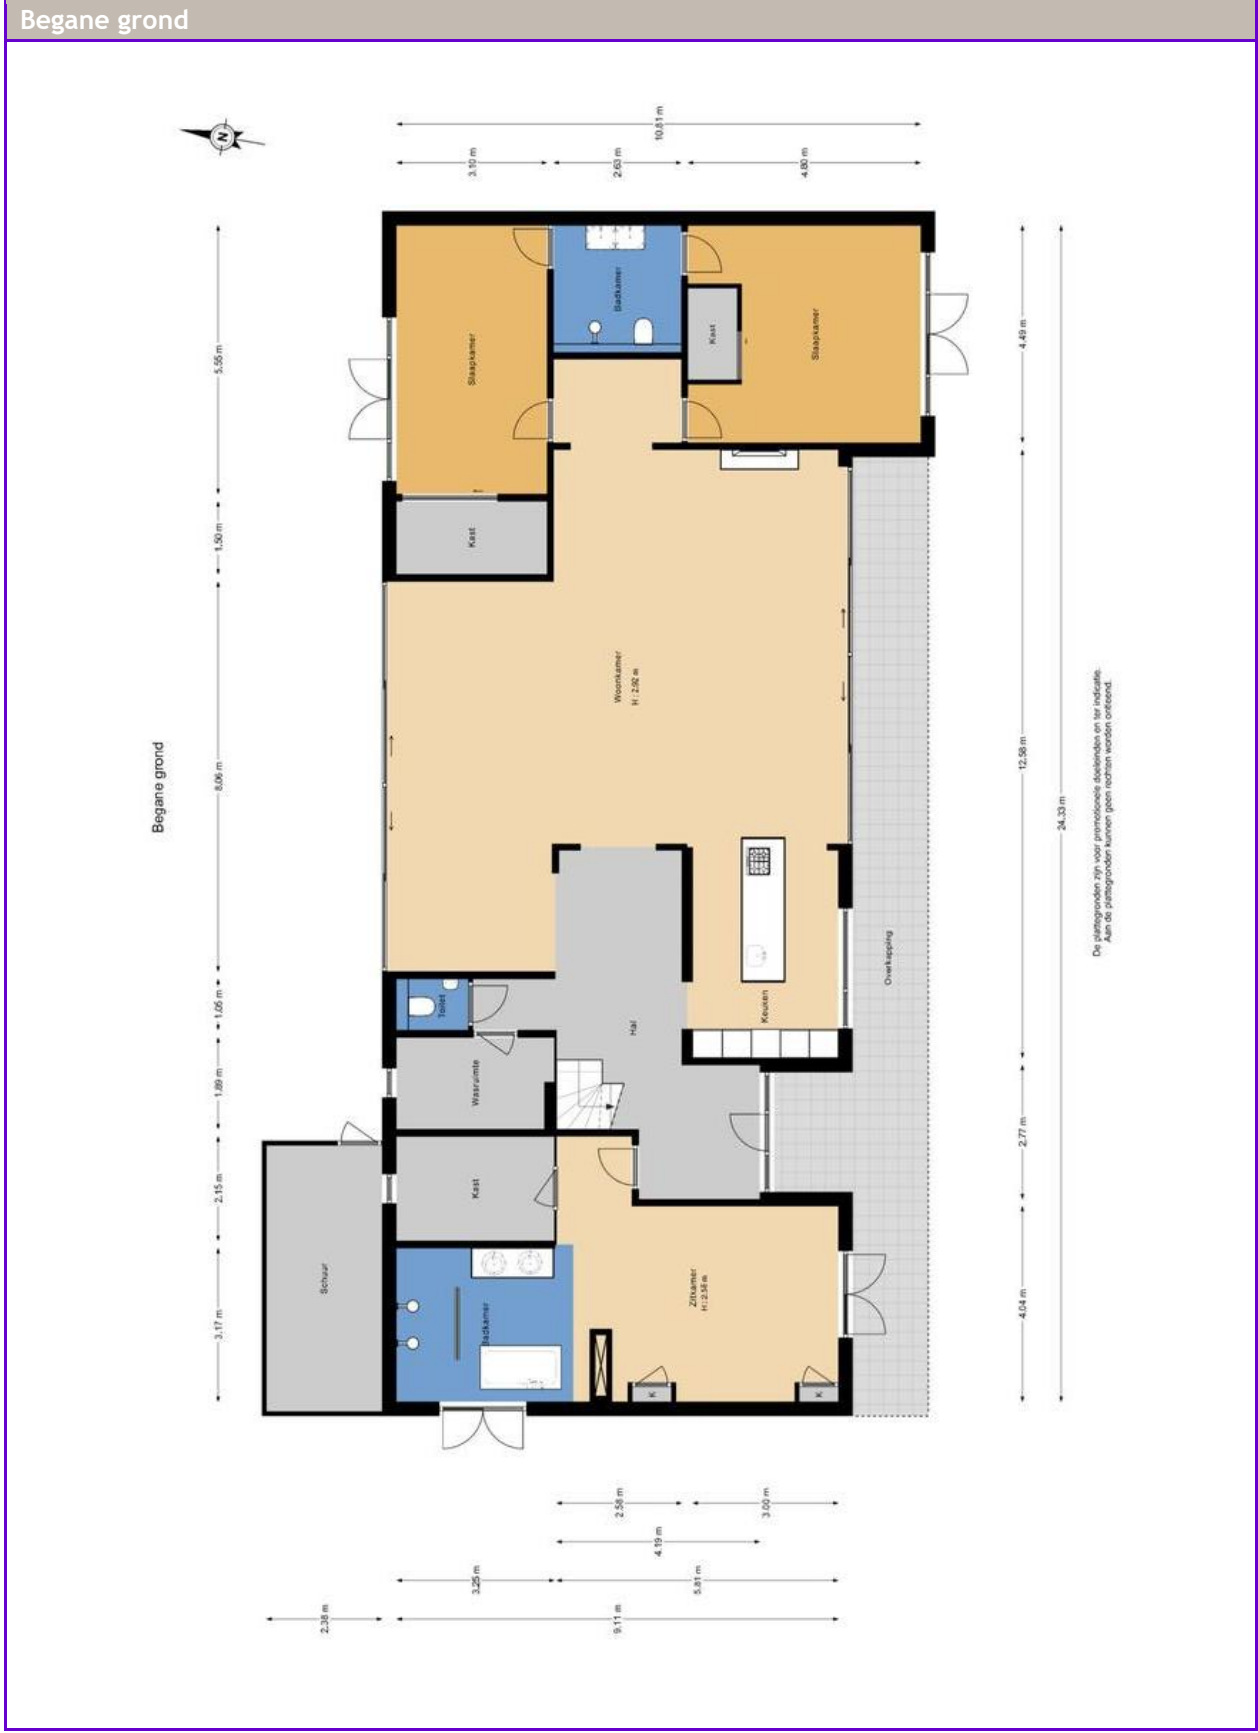 Begane grond
N
10.81 m
3.10 m
2.63 m
4.80 m
5.55 m
1.50 m
8.06 m
1.05 m
1.89 m
2.15 m
3.17 m
Begane grond
Slaapkamer
Badkamer
Kast
Slaapkamer
Kast
Woonkamer
H : 2.92 m
Keuken
Hal
Toilet
Wasruimte
Kast
Schuur
Badkamer
Zitkamer
H : 2.58 m
K
K
Overkapping
4.49 m
12.58 m
24.33 m
2.77 m
4.04 m
De plattegronden zijn voor promotionele doeleinden en ter indicatie.
Aan de plattegronden kunnen geen rechten worden ontleend.
2.58 m
3.00 m
4.19 m
3.25 m
5.81 m
2.38 m
9.11 m